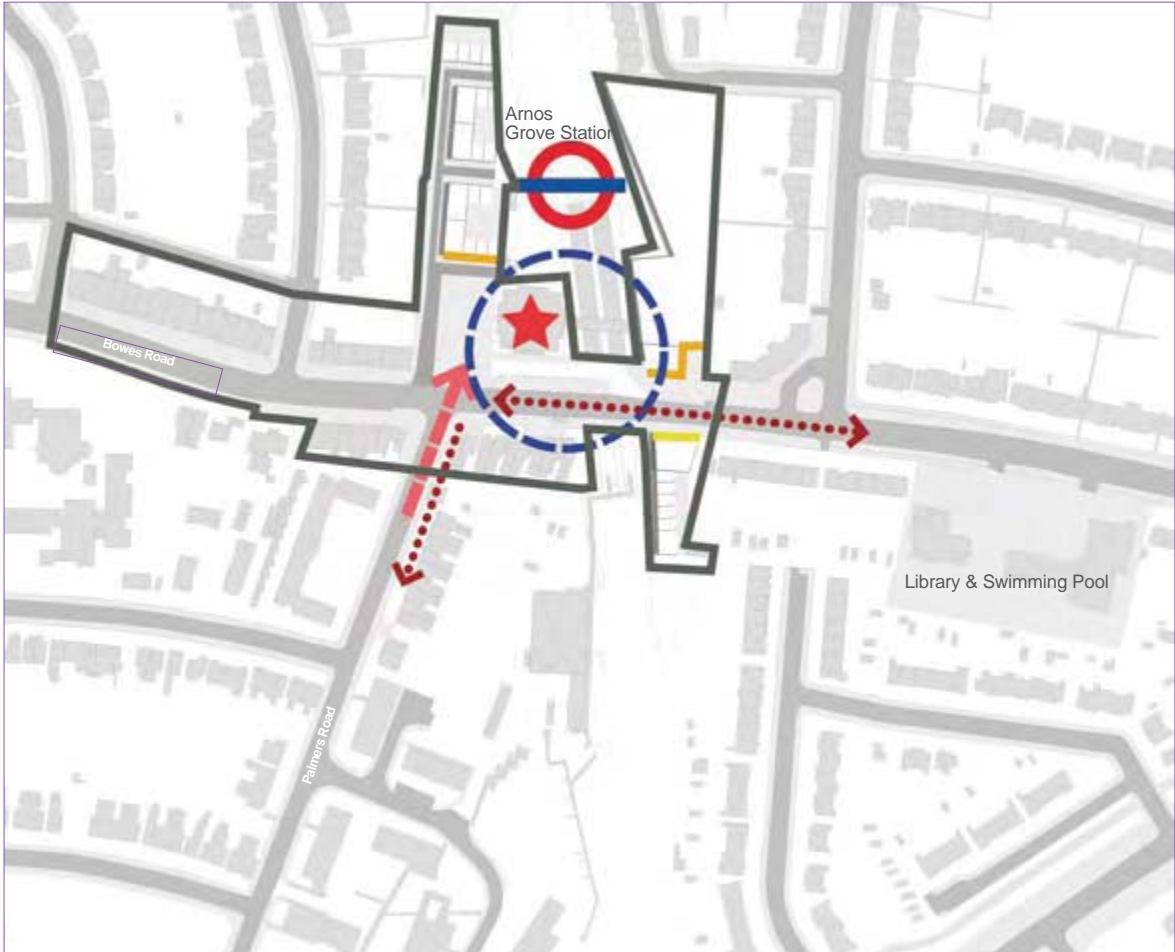 Arnos
Grove Station
Bowes Road
Library & Swimming Pool
Palmers Road